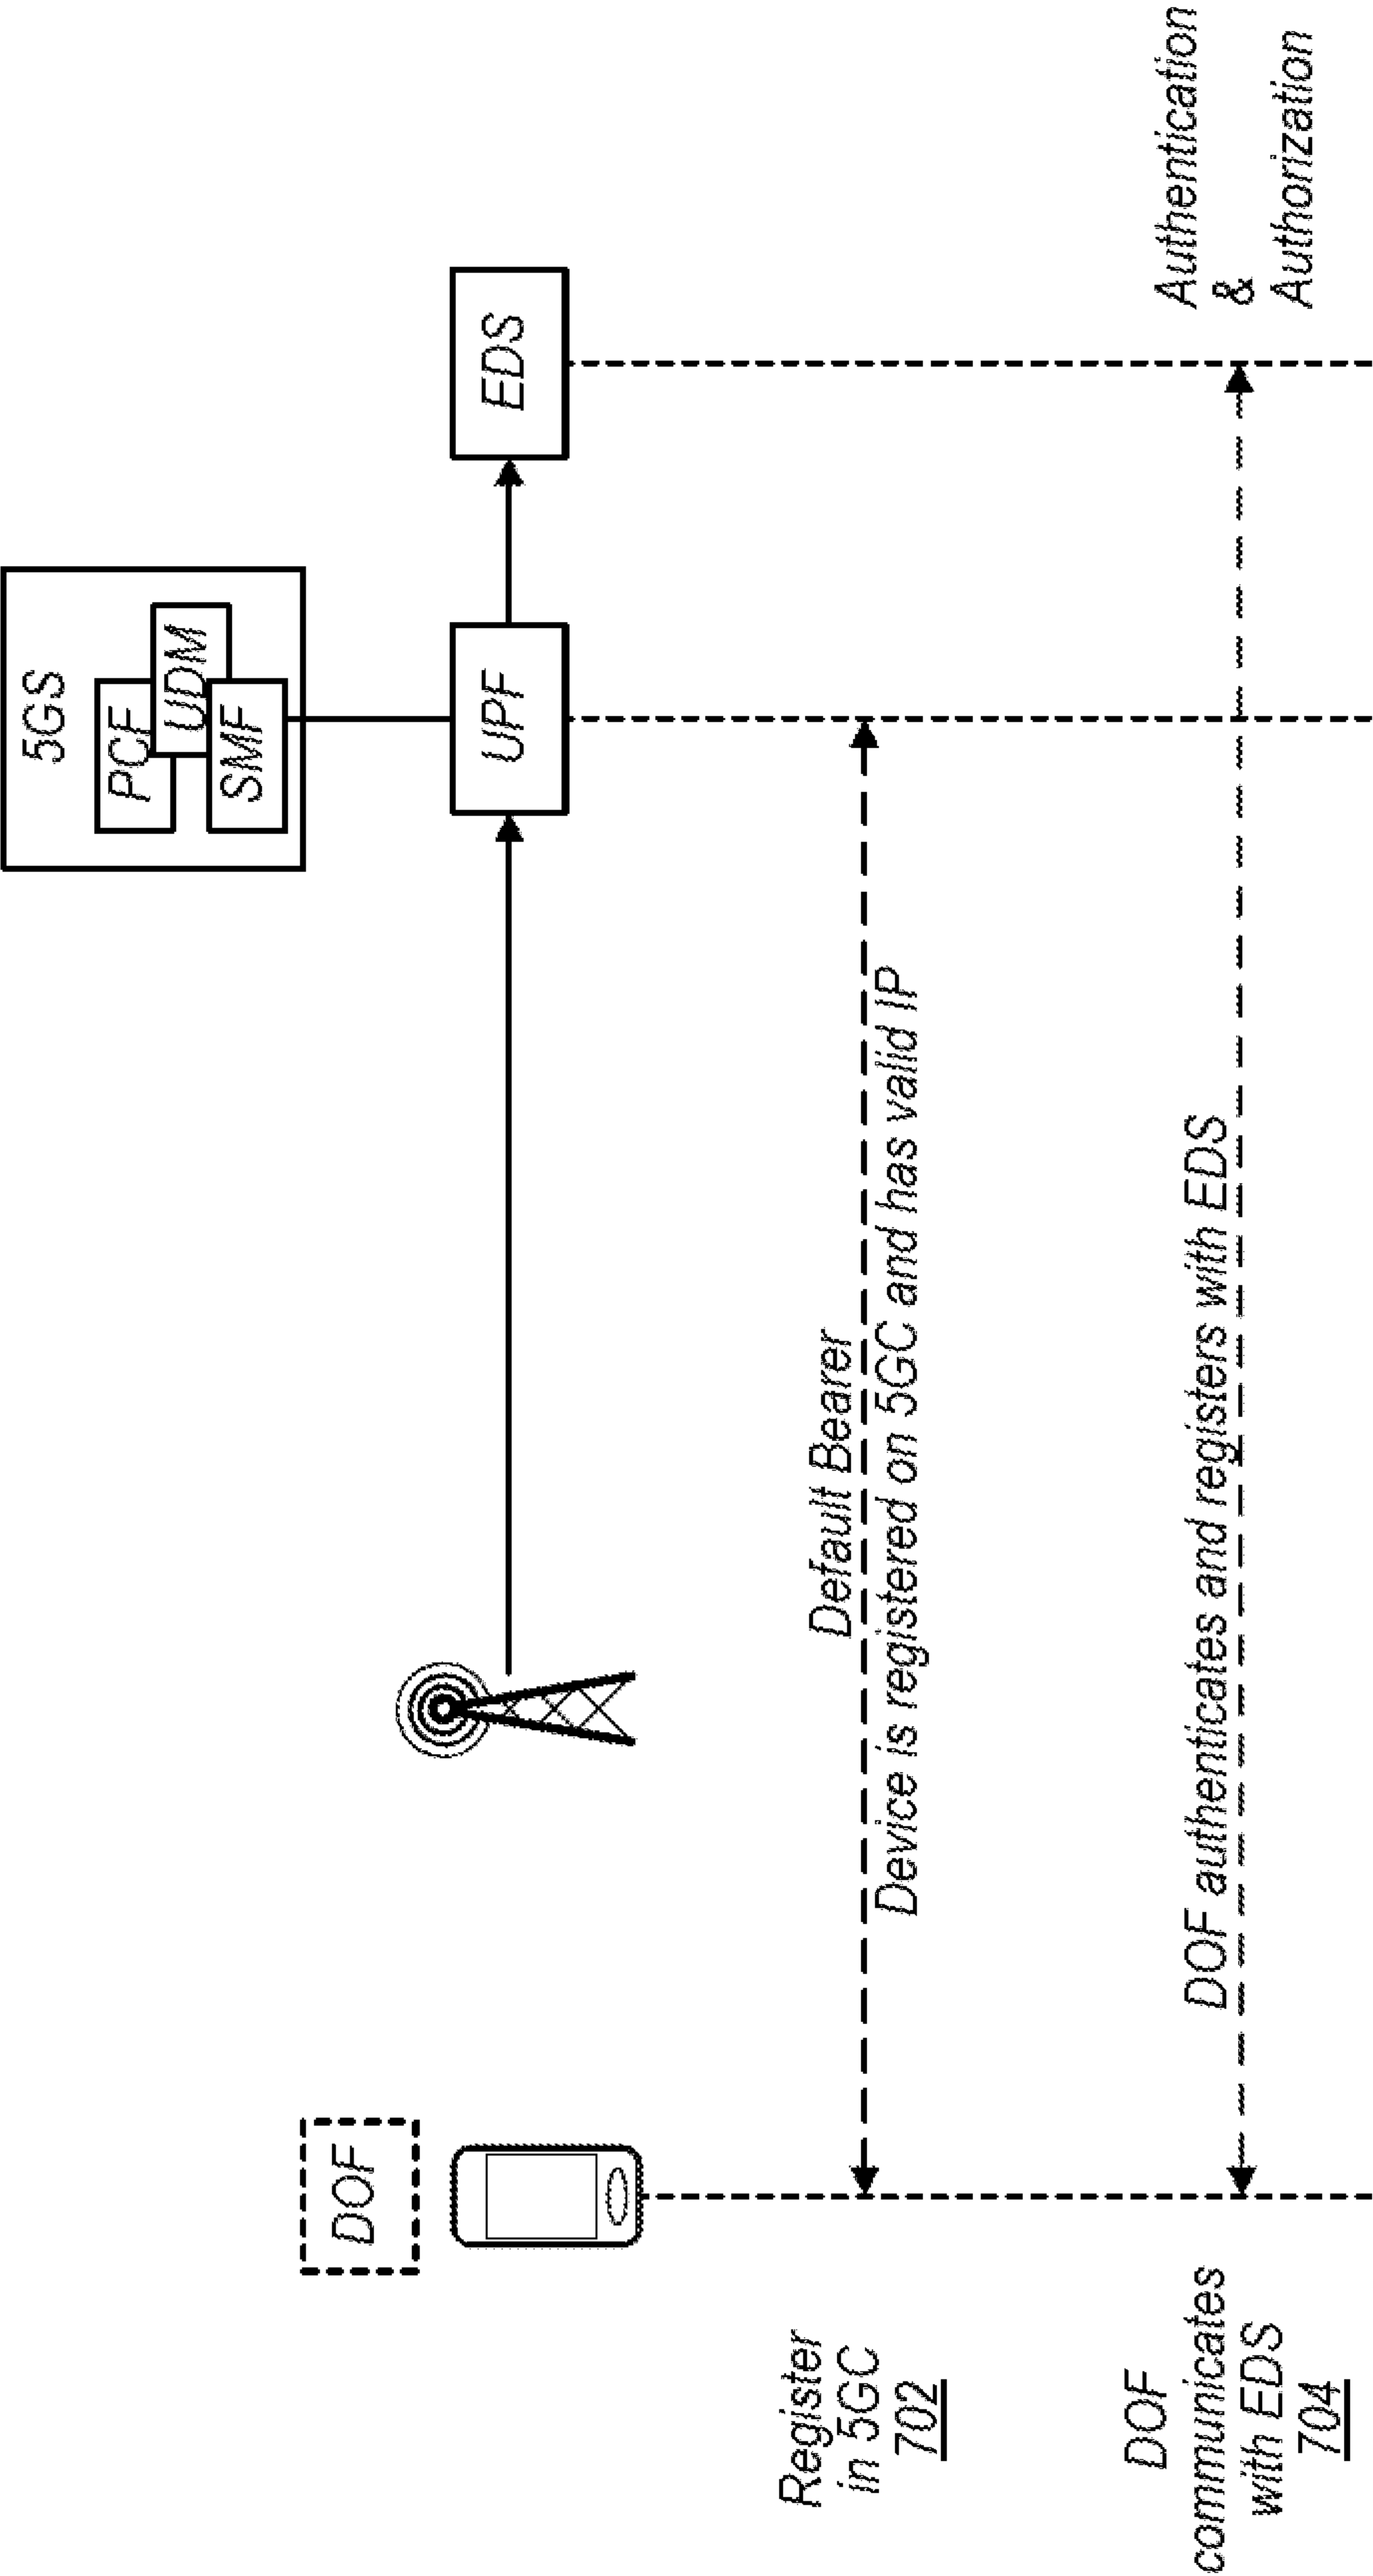 5GS
PCF
UDM
SMF
DOF
UPF
EDS
Register
in 5GC
702
Default Bearer
Device is registered on 5GC and has valid IP
DOF
communicates
with EDS
704
DOF authenticates and registers with EDS
Authentication
&
Authorization